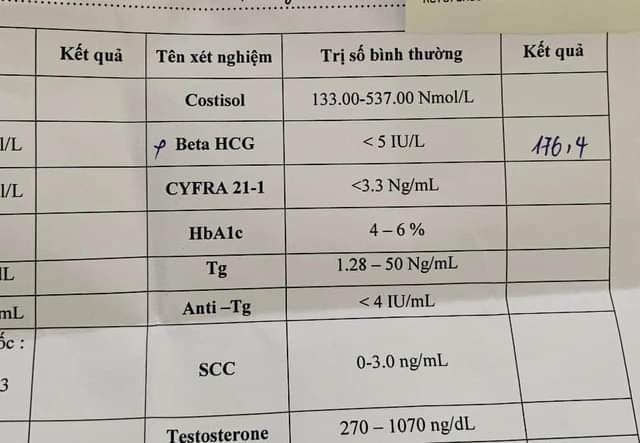 Kết quả Tên xét nghiệm Trị số bình thường Kết quả
Costisol 133.00-537.00 Nmol/L
l/L Beta HCG < 5 IU/L 176,4
l/L CYFRA 21-1 <3.3 Ng/mL
HbA1c 4 – 6 %
dL Tg 1.28 – 50 Ng/mL
mL Anti –Tg < 4 IU/mL
ốc :
SCC 0-3.0 ng/mL
3
Testosterone 270 – 1070 ng/dL